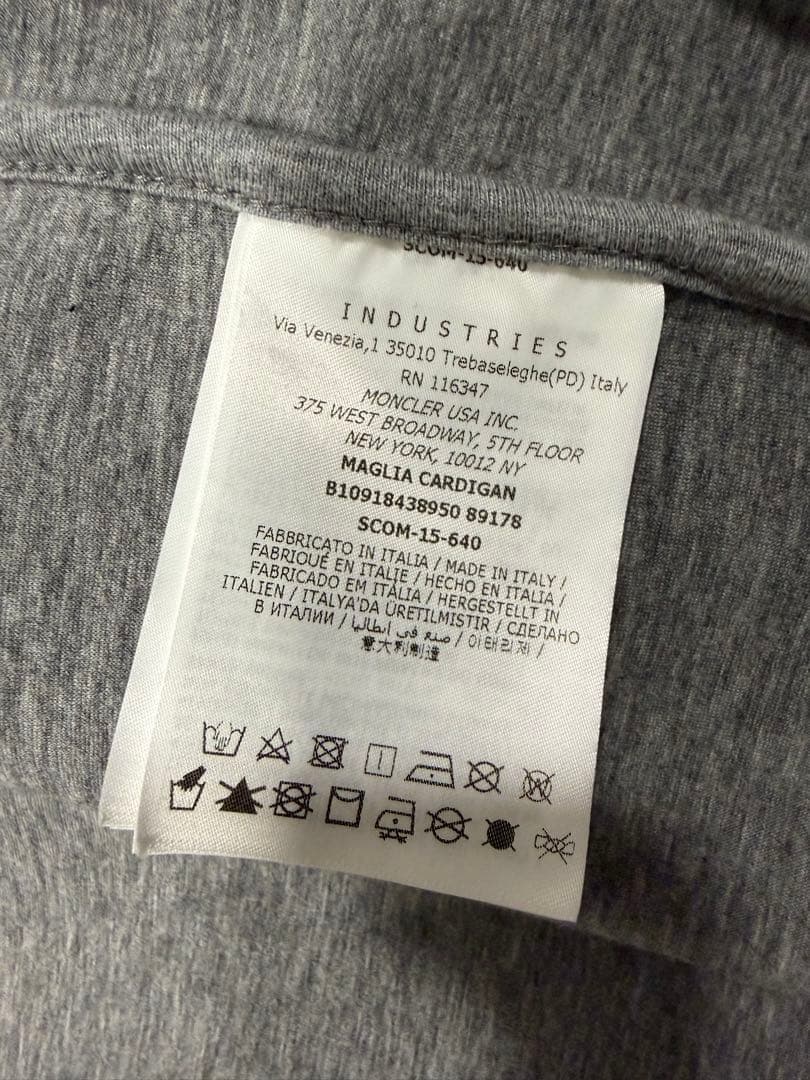 SCOM-15-640
INDUSTRIES
Via Venezia,1 35010 Trebaseleghe(PD) Italy
RN 116347
MONCLER USA INC.
375 WEST BROADWAY, 5TH FLOOR
NEW YORK, 10012 NY
MAGLIA CARDIGAN
B10918438950 89178
SCOM-15-640
FABBRICATO IN ITALIA / MADE IN ITALY /
FABRIQUÉ EN ITALIE / HECHO EN ITALIA /
FABRICADO EM ITÀLIA / HERGESTELLT IN
ITALIEN / ITALYA'DA ÜRETILMISTIR / СДЕЛАНО
В ИТАЛИИ / صنع في ايطاليا / 이태리제 /
意大利制造